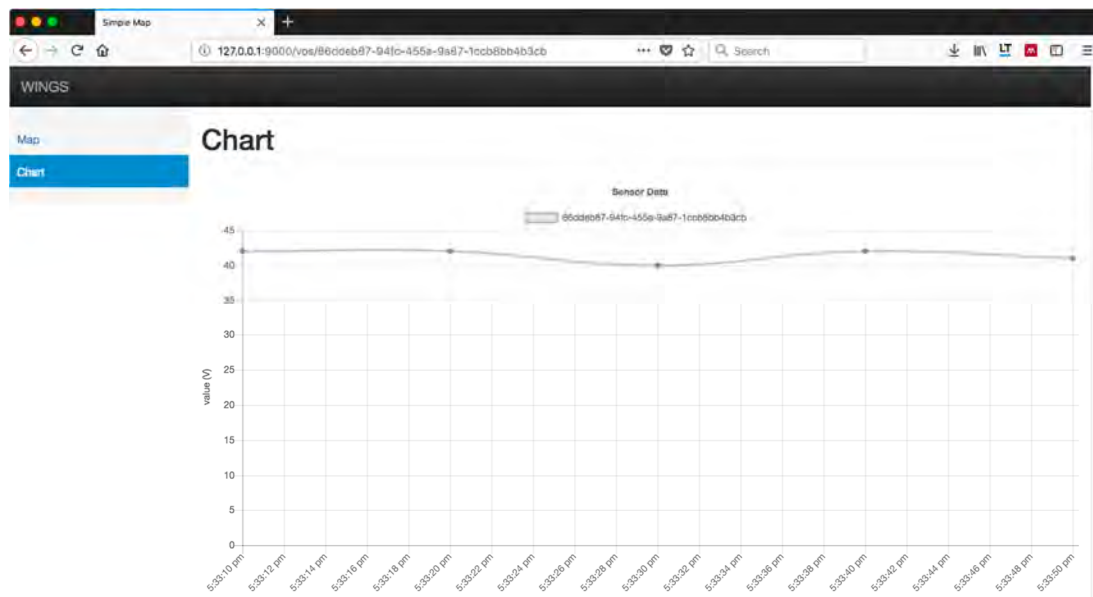 Simple Map
127.0.0.1:9000/vos/86ddeb87-94fc-455e-9a87-1ccb8bb4b3cb
Search
WINGS
Map
Chart
Chart
Sensor Data
86ddeb87-94fc-455e-9a87-1ccb8bb4b3cb
45
40
35
30
25
20
15
10
5
0
value (V)
5:33:10 pm
5:33:12 pm
5:33:14 pm
5:33:16 pm
5:33:18 pm
5:33:20 pm
5:33:22 pm
5:33:24 pm
5:33:26 pm
5:33:28 pm
5:33:30 pm
5:33:32 pm
5:33:34 pm
5:33:36 pm
5:33:38 pm
5:33:40 pm
5:33:42 pm
5:33:44 pm
5:33:46 pm
5:33:48 pm
5:33:50 pm